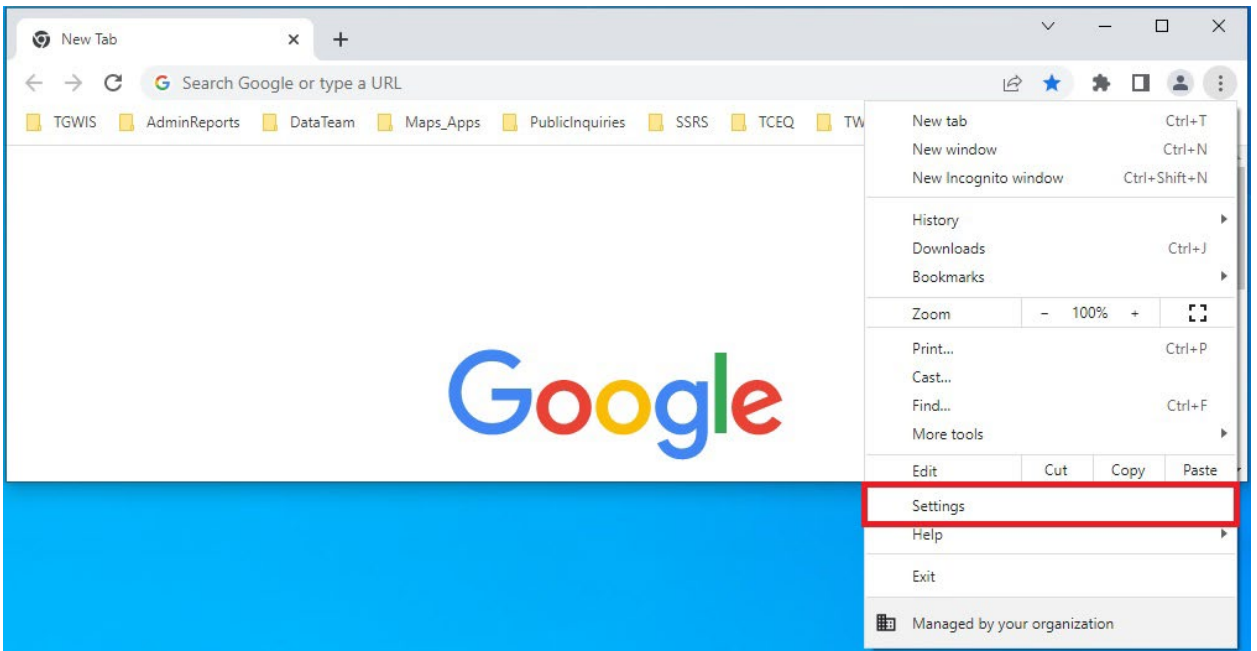 New Tab
Search Google or type a URL
TGWIS AdminReports DataTeam Maps_Apps PublicInquiries SSRS TCEQ TW
New tab Ctrl+T
New window Ctrl+N
New Incognito window Ctrl+Shift+N
History
Downloads Ctrl+J
Bookmarks
Zoom - 100% +
Print... Ctrl+P
Cast...
Find... Ctrl+F
More tools
Edit Cut Copy Paste
Settings
Help
Exit
Managed by your organization
Google